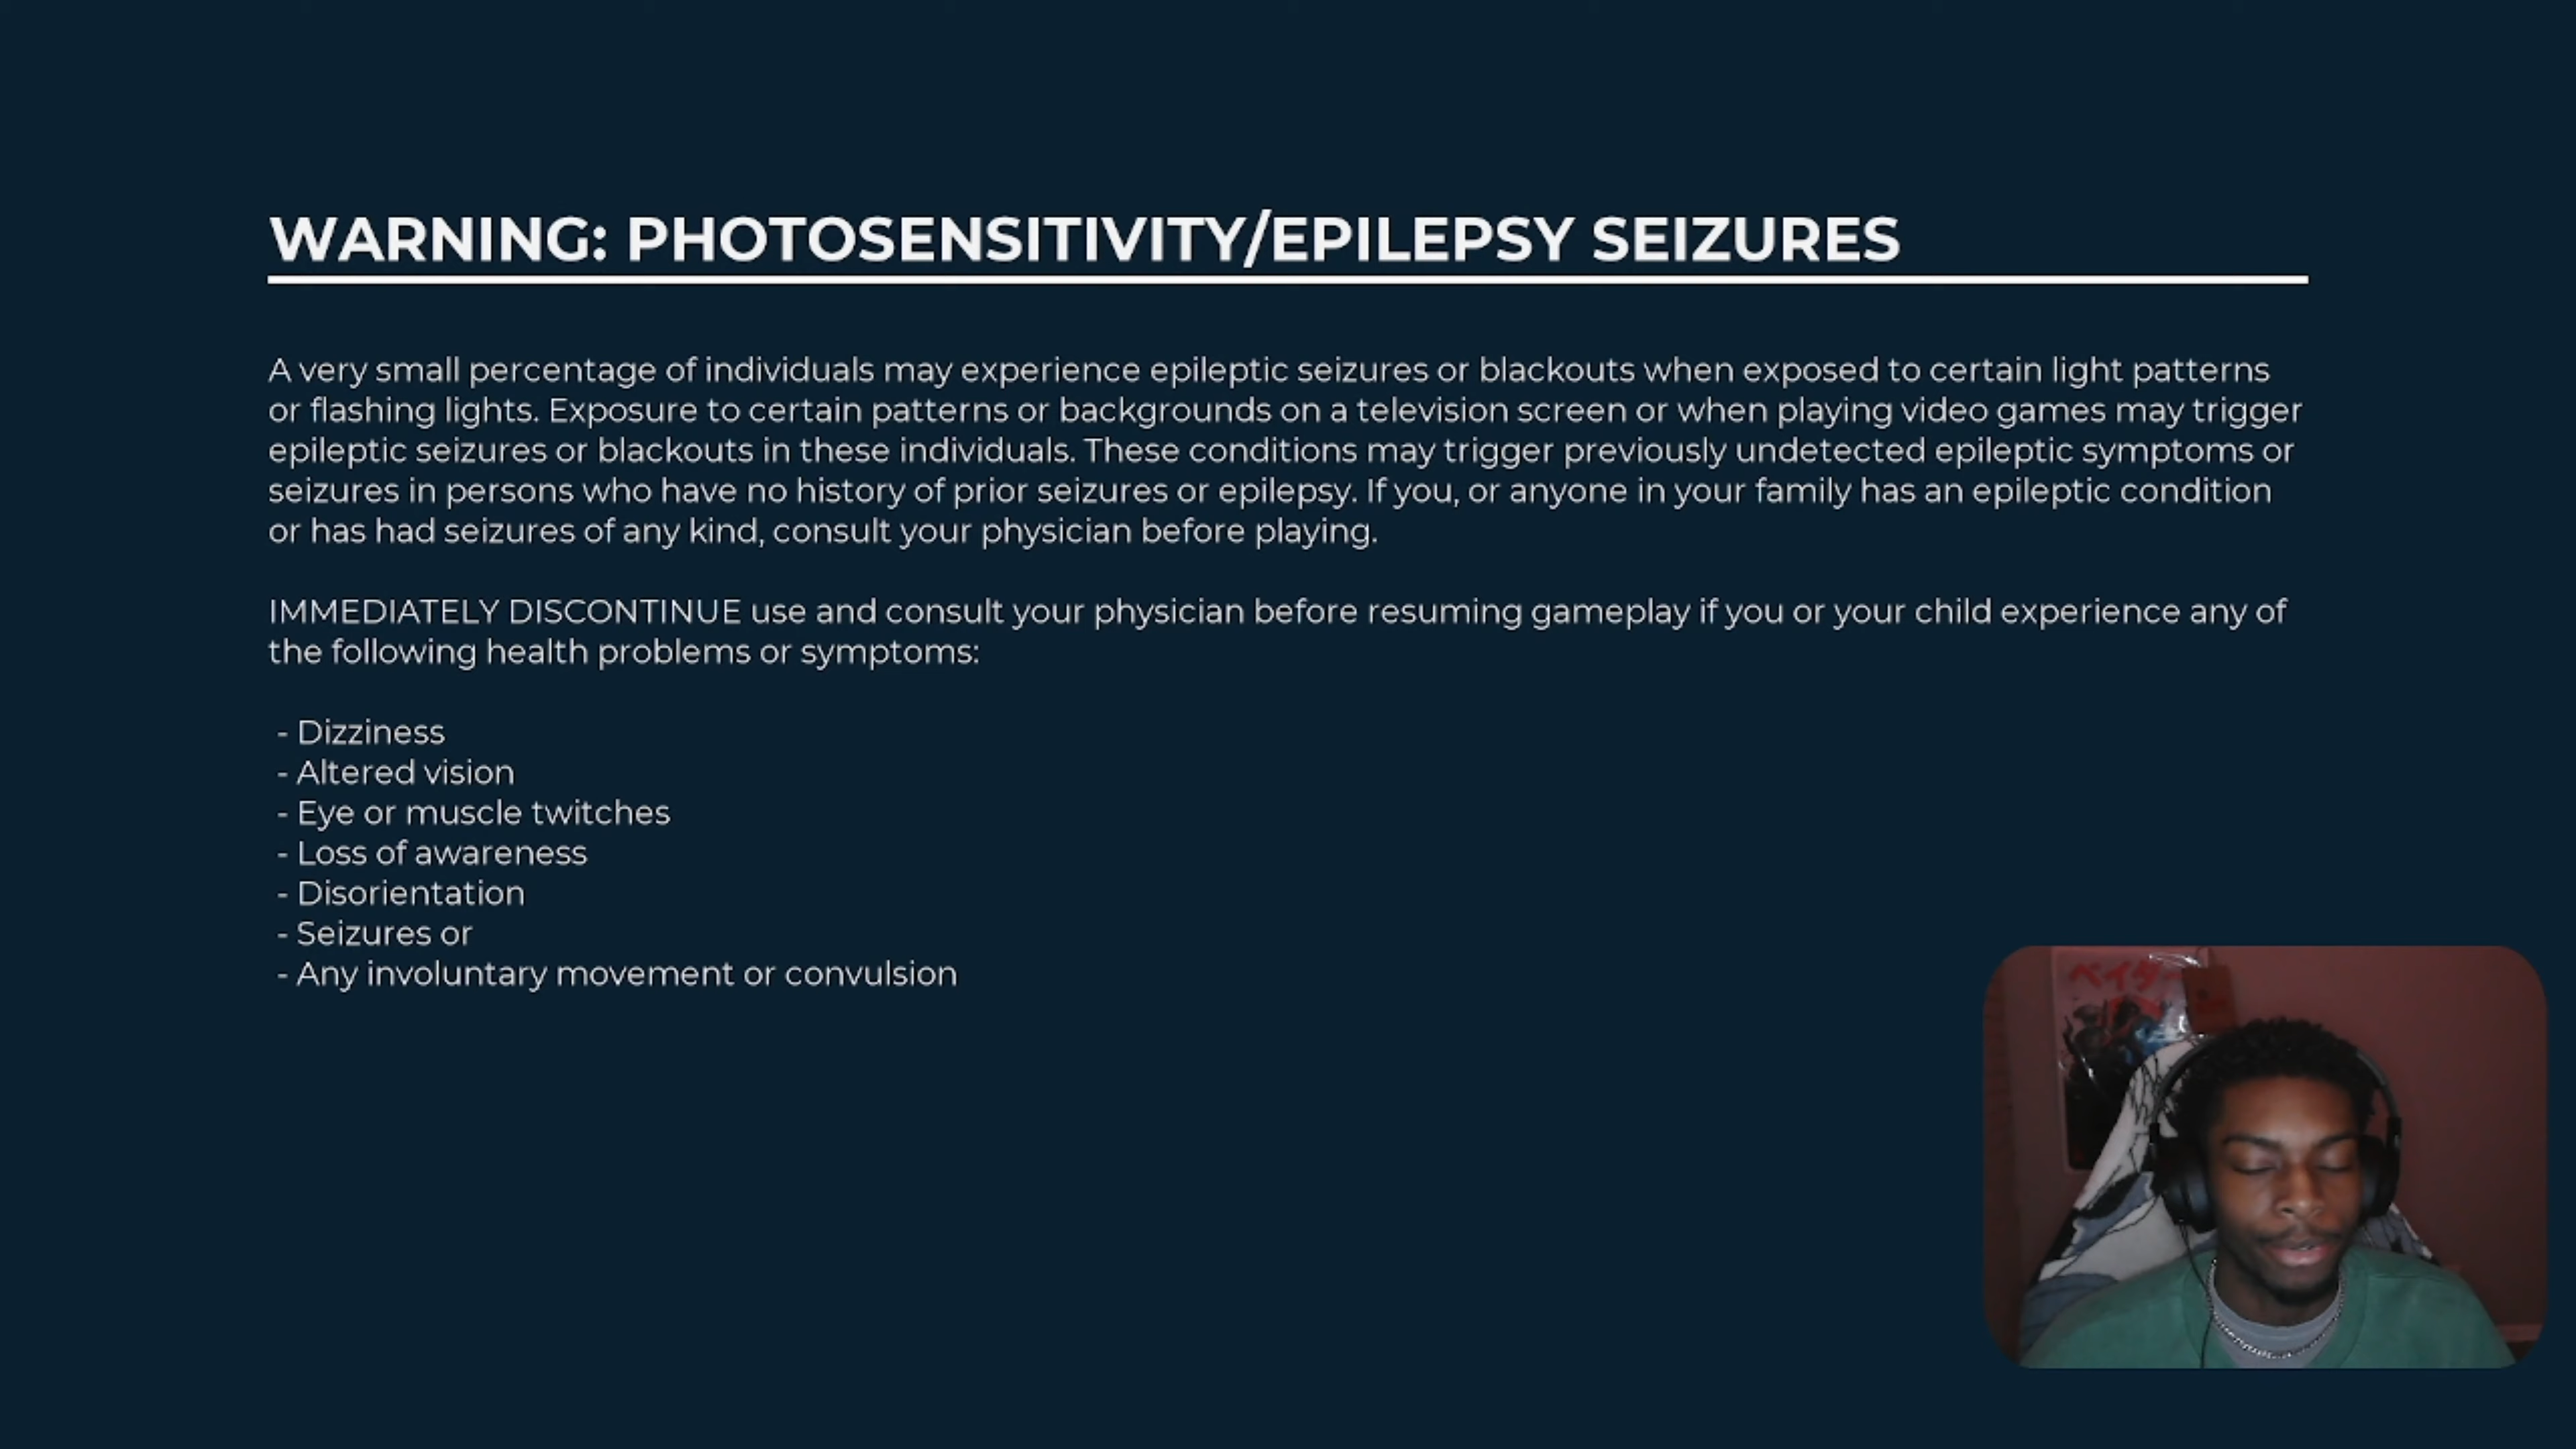 WARNING: PHOTOSENSITIVITY/EPILEPSY SEIZURES
A very small percentage of individuals may experience epileptic seizures or blackouts when exposed to certain light patterns
or flashing lights. Exposure to certain patterns or backgrounds on a television screen or when playing video games may trigger
epileptic seizures or blackouts in these individuals. These conditions may trigger previously undetected epileptic symptoms or
seizures in persons who have no history of prior seizures or epilepsy. If you, or anyone in your family has an epileptic condition
or has had seizures of any kind, consult your physician before playing.
IMMEDIATELY DISCONTINUE use and consult your physician before resuming gameplay if you or your child experience any of
the following health problems or symptoms:
- Dizziness
- Altered vision
- Eye or muscle twitches
- Loss of awareness
- Disorientation
- Seizures or
- Any involuntary movement or convulsion
ベイダ